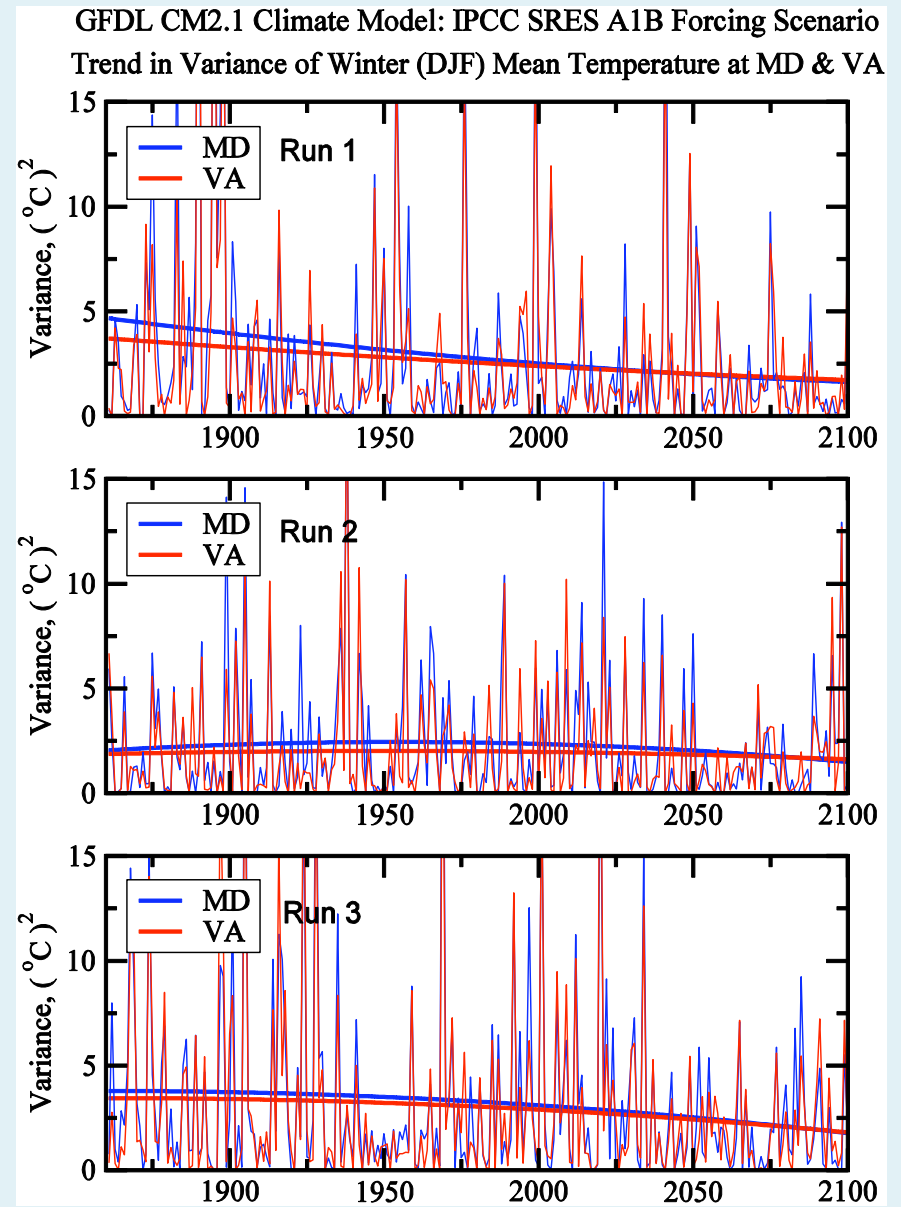 GFDL CM2.1 Climate Model: IPCC SRES A1B Forcing Scenario
Trend in Variance of Winter (DJF) Mean Temperature at MD & VA
15
10
5
0
Variance, ( °C )²
MD
VA
Run 1
1900 1950 2000 2050 2100
15
10
5
0
Variance, ( °C )²
MD
VA
Run 2
1900 1950 2000 2050 2100
15
10
5
0
Variance, ( °C )²
MD
VA
Run 3
1900 1950 2000 2050 2100